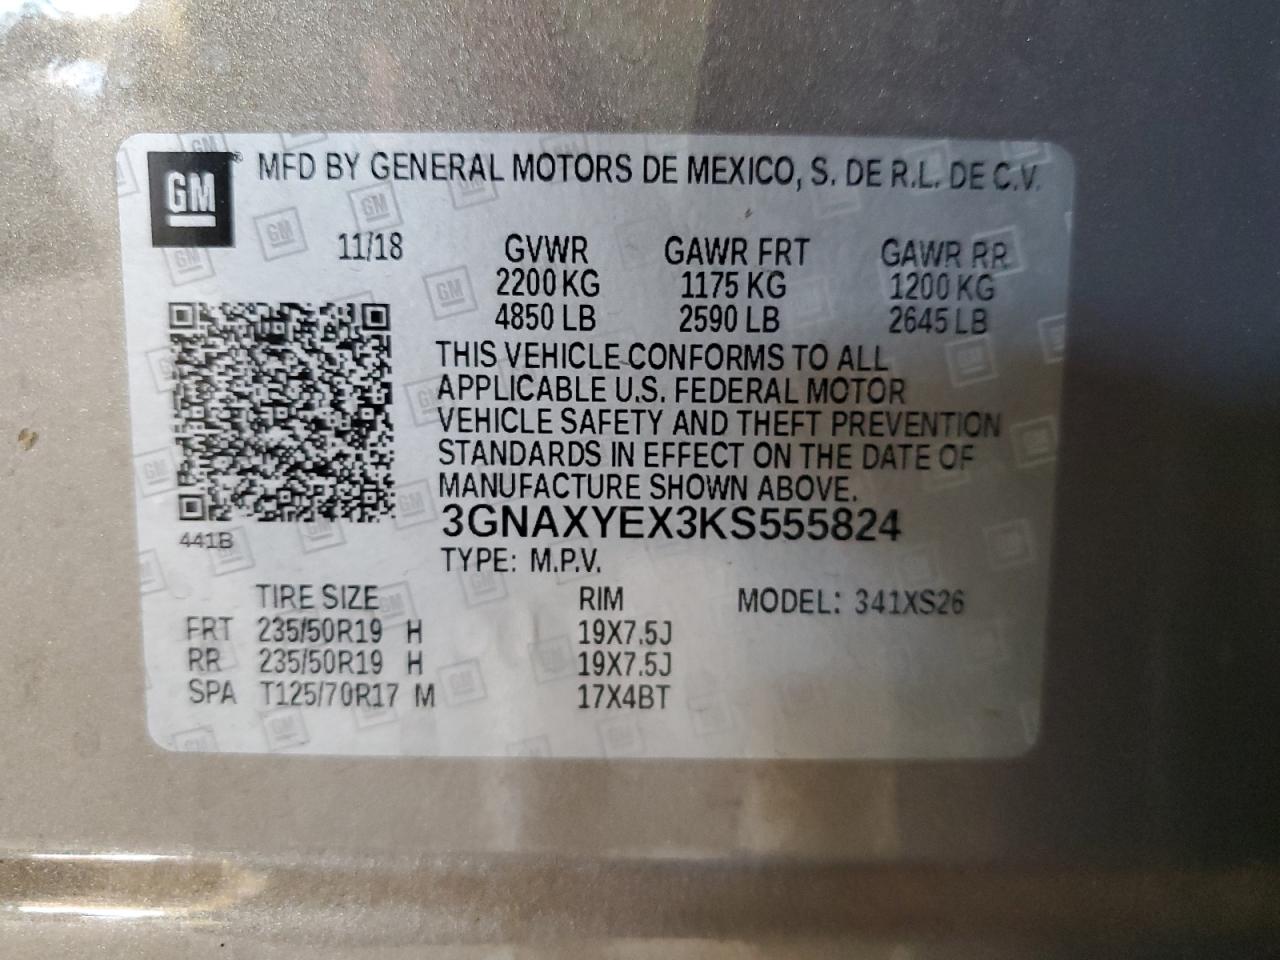 GM ® MFD BY GENERAL MOTORS DE MEXICO, S. DE R.L. DE C.V.
11/18 GVWR GAWR FRT GAWR RR
2200 KG 1175 KG 1200 KG
4850 LB 2590 LB 2645 LB
THIS VEHICLE CONFORMS TO ALL
APPLICABLE U.S. FEDERAL MOTOR
VEHICLE SAFETY AND THEFT PREVENTION
STANDARDS IN EFFECT ON THE DATE OF
MANUFACTURE SHOWN ABOVE.
3GNAXYEX3KS555824
441B
TYPE: M.P.V.
TIRE SIZE RIM MODEL: 341XS26
FRT 235/50R19 H 19X7.5J
RR 235/50R19 H 19X7.5J
SPA T125/70R17 M 17X4BT